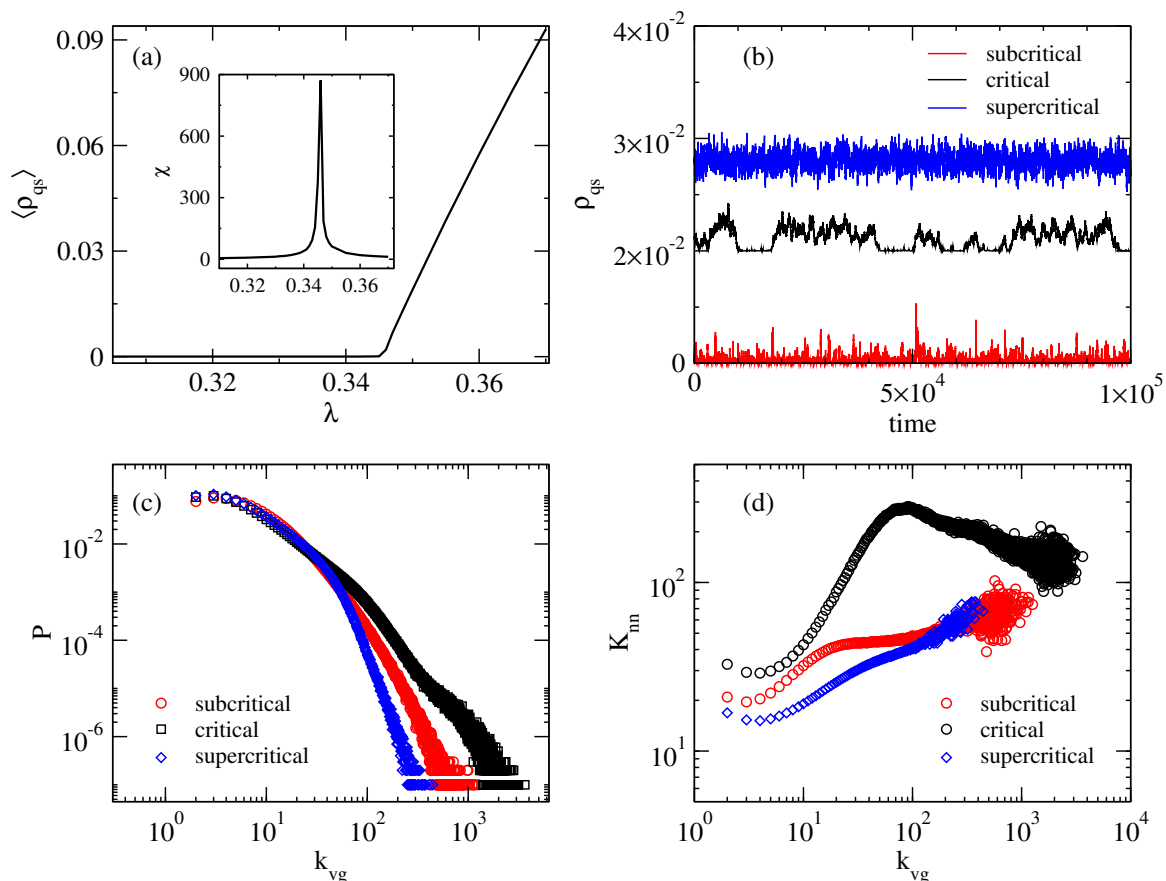 (a)
0.09
0.06
0.03
0
⟨ρqs⟩
0.32 0.34 0.36
λ
900
600
300
0
χ
0.32 0.34 0.36
(b)
subcritical
critical
supercritical
4×10⁻²
3×10⁻²
2×10⁻²
0
ρqs
0 5×10⁴ 1×10⁵
time
(c)
10⁻²
10⁻⁴
10⁻⁶
P
subcritical
critical
supercritical
10⁰ 10¹ 10² 10³
kvg
(d)
10²
10¹
Knn
subcritical
critical
supercritical
10⁰ 10¹ 10² 10³ 10⁴
kvg